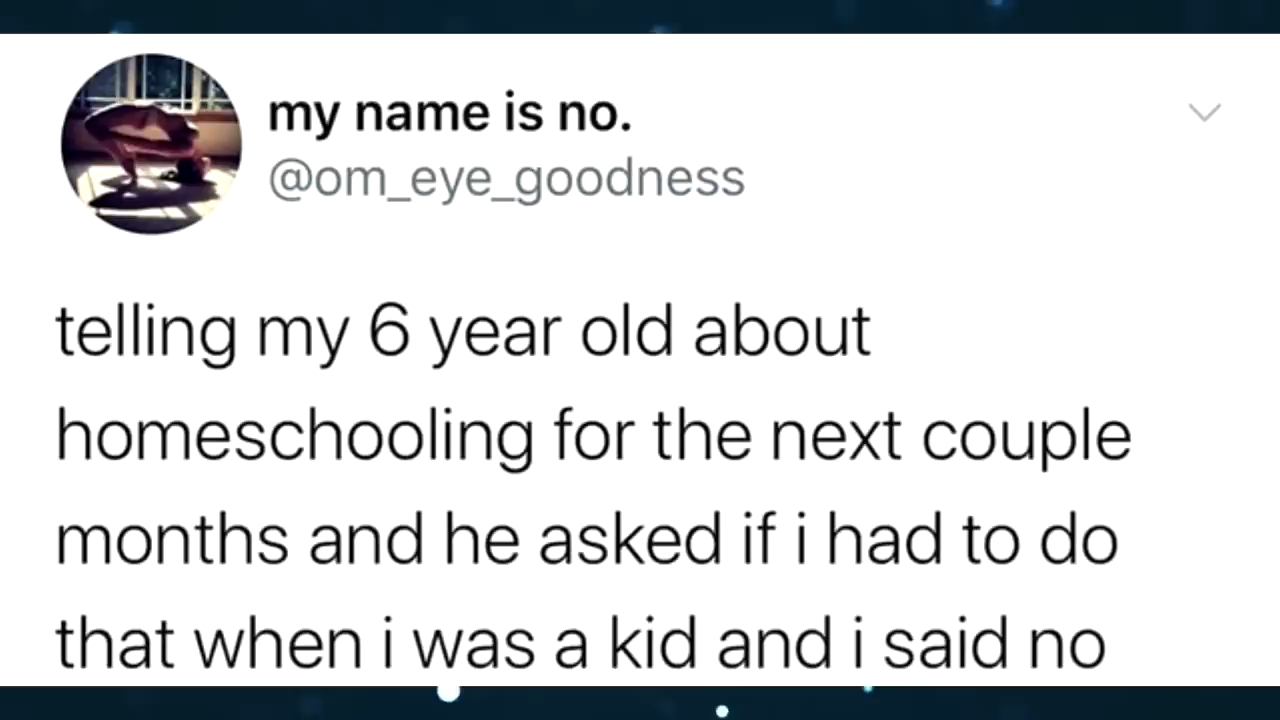 my name is no.
@om_eye_goodness
telling my 6 year old about
homeschooling for the next couple
months and he asked if i had to do
that when i was a kid and i said no